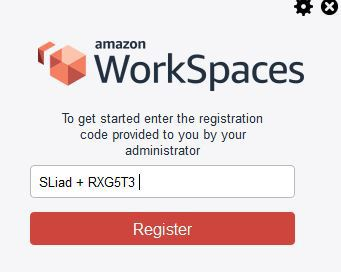 amazon
WorkSpaces
To get started enter the registration
code provided to you by your
administrator
SLiad + RXG5T3
Register